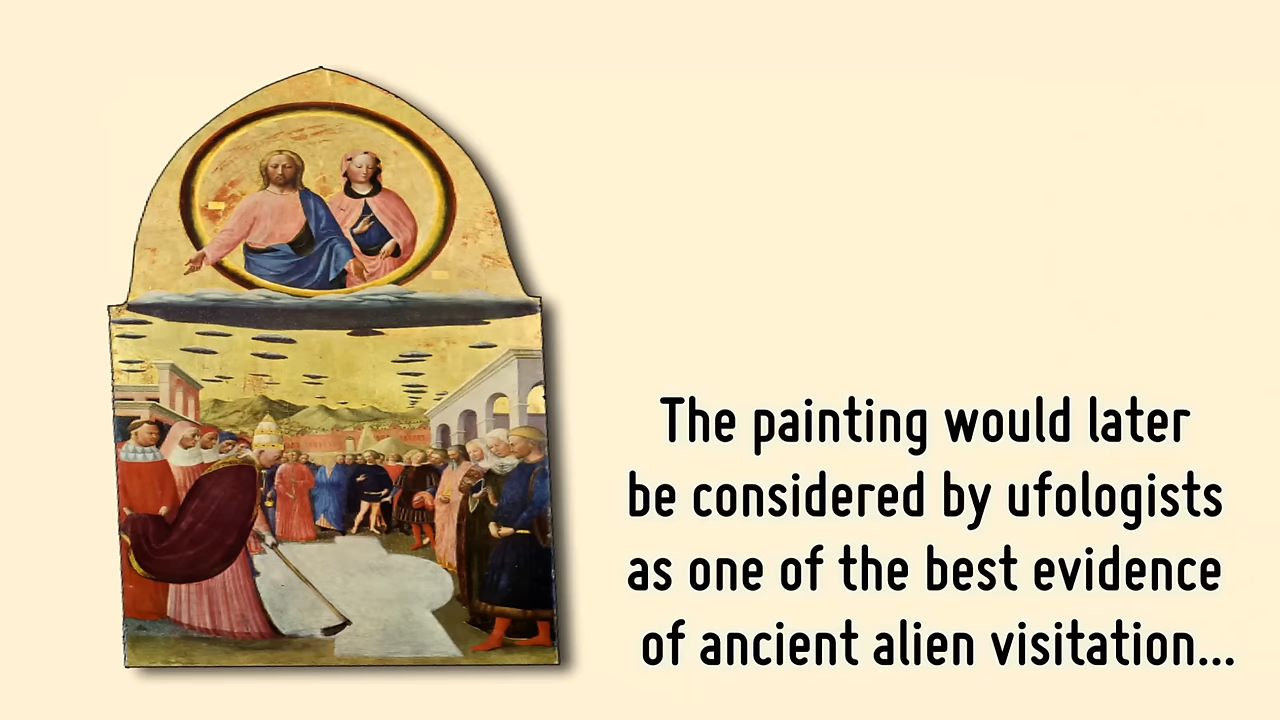 The painting would later
be considered by ufologists
as one of the best evidence
of ancient alien visitation...